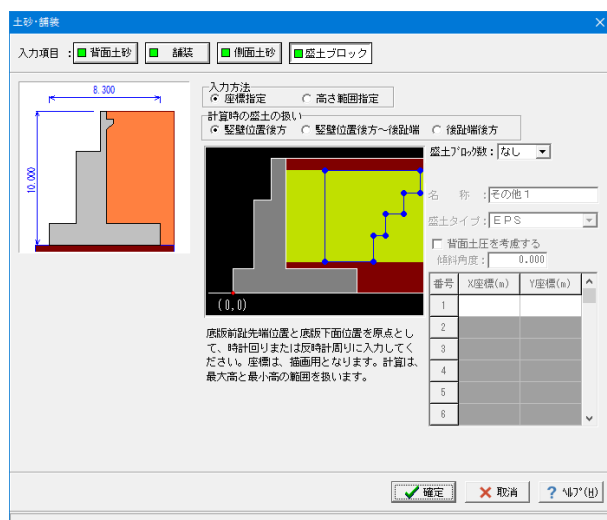 土砂・舗装
入力項目 : 背面土砂 舗装 側面土砂 盛土ブロック
8.300
10.000
入力方法
座標指定 高さ範囲指定
計算時の盛土の扱い
竪壁位置後方 竪壁位置後方～後趾端 後趾端後方
(0,0)
底版前趾先端位置と底版下面位置を原点とし
て、時計回りまたは反時計周りに入力してく
ださい。座標は、描画用となります。計算は、
最大高と最小高の範囲を扱います。
盛土ブロック数 : なし
名 称 : その他1
盛土タイプ : EPS
背面土圧を考慮する
傾斜角度 : 0.000
番号 X座標(m) Y座標(m)
1
2
3
4
5
6
確定 取消 ? ヘルプ(H)